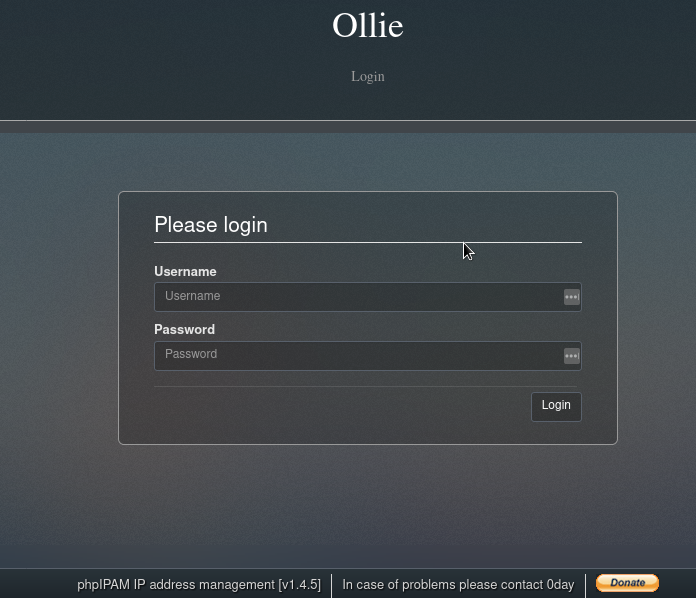 Ollie
Login
Please login
Username
Username
Password
Password
Login
phpIPAM IP address management [v1.4.5]
In case of problems please contact 0day
Donate